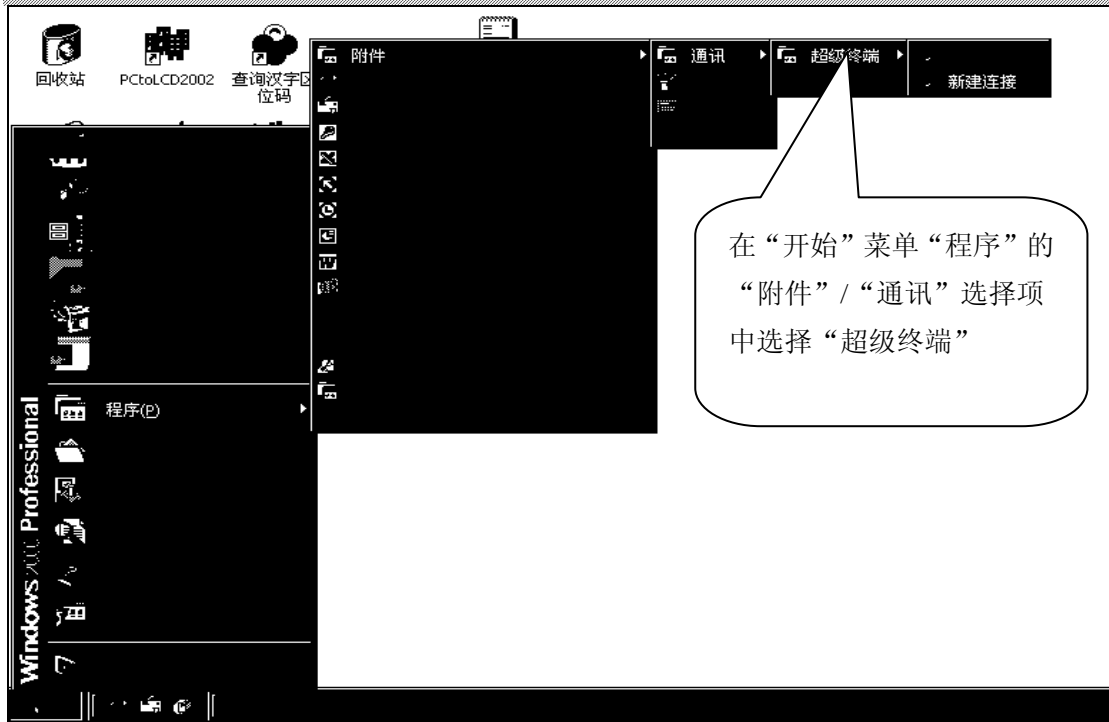 回收站
PCtoLCD2002
查询汉字区
位码
附件
通讯
超级终端
新建连接
在“开始”菜单“程序”的
“附件”/“通讯”选择项
中选择“超级终端”
程序(P)
Windows 2000 Professional